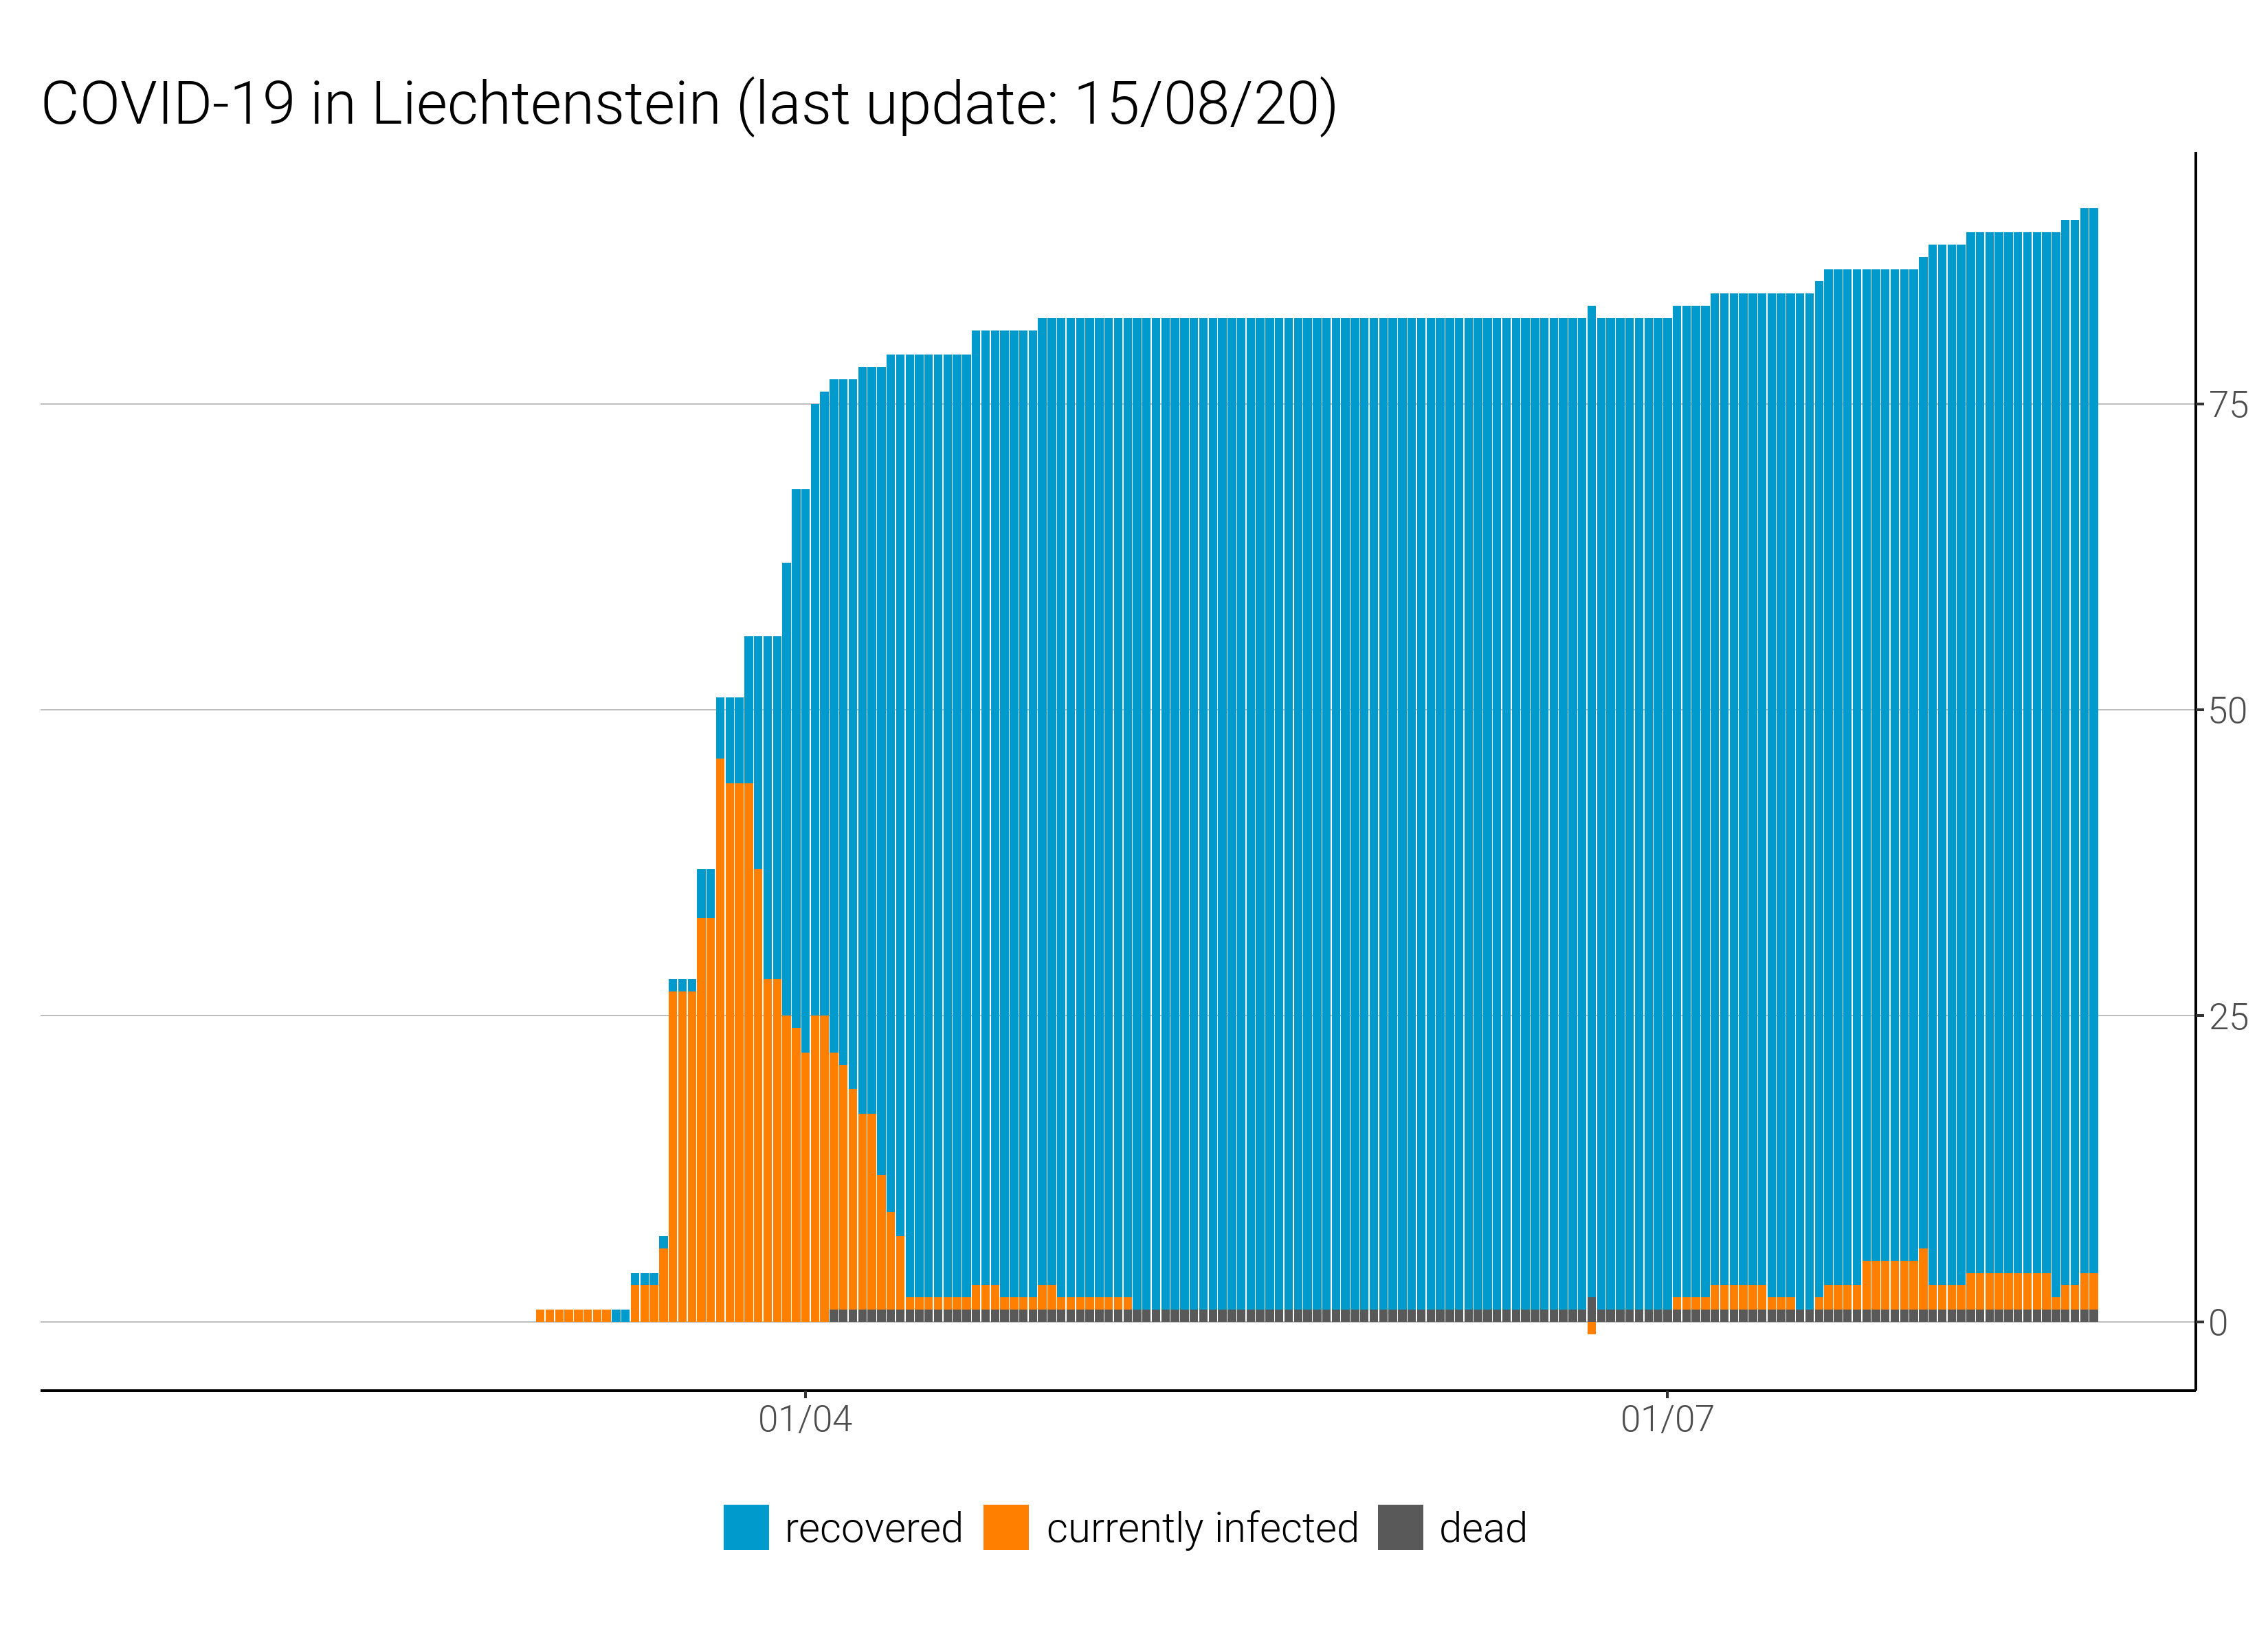 COVID-19 in Liechtenstein (last update: 15/08/20)
75
50
25
0
01/04 01/07
recovered currently infected dead